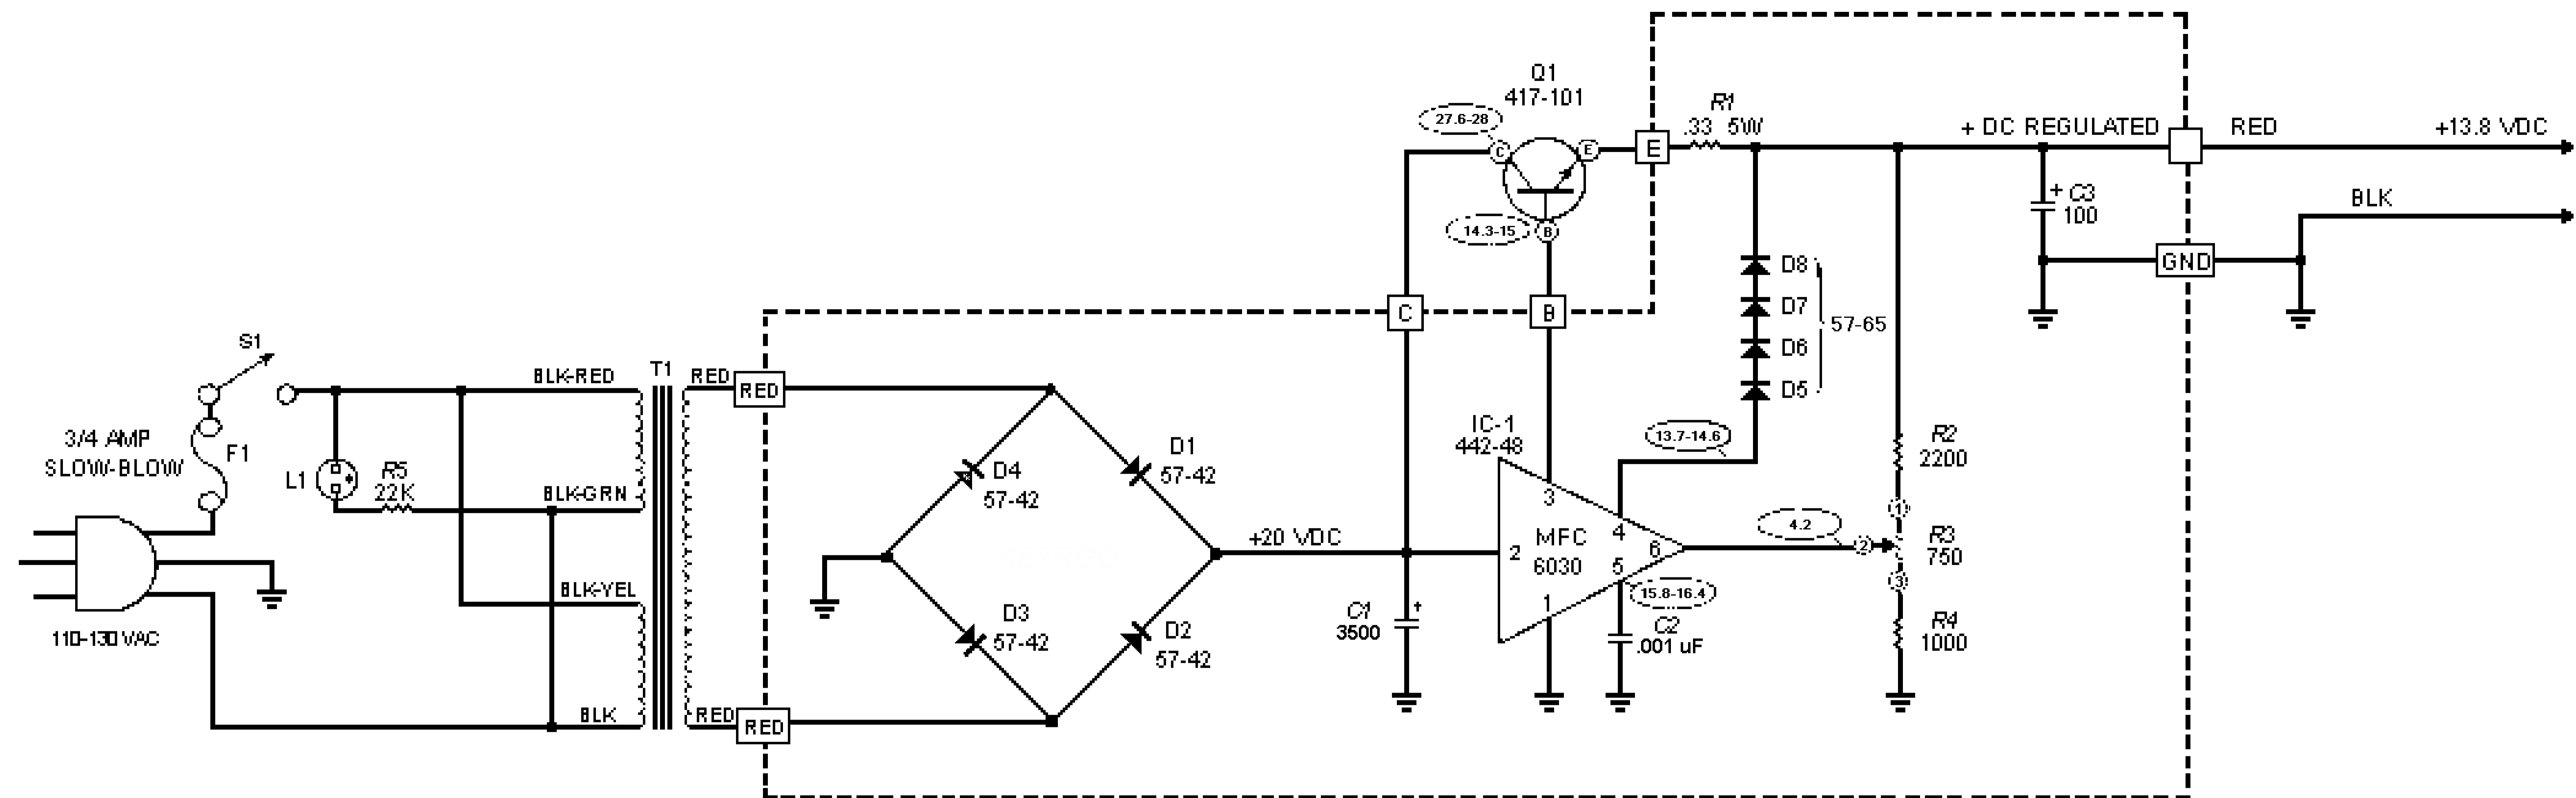 Q1
417-101
27.6-28
C
E
E
R1
.33 5W
+ DC REGULATED
RED
+13.8 VDC
+ C3
100
BLK
GND
14.3-15
B
C
B
D8
D7
D6
D5
57-65
S1
3/4 AMP
SLOW-BLOW
F1
110-130 VAC
L1
R5
22K
BLK-RED
BLK-GRN
BLK-YEL
BLK
T1
RED
RED
RED
RED
D4
57-42
D1
57-42
D3
57-42
D2
57-42
+20 VDC
C1
3500
+
IC-1
442-48
13.7-14.6
2
MFC
6030
3
4
6
5
1
15.8-16.4
C2
.001 uF
4.2
R2
2200
1
2
R3
750
3
R4
1000